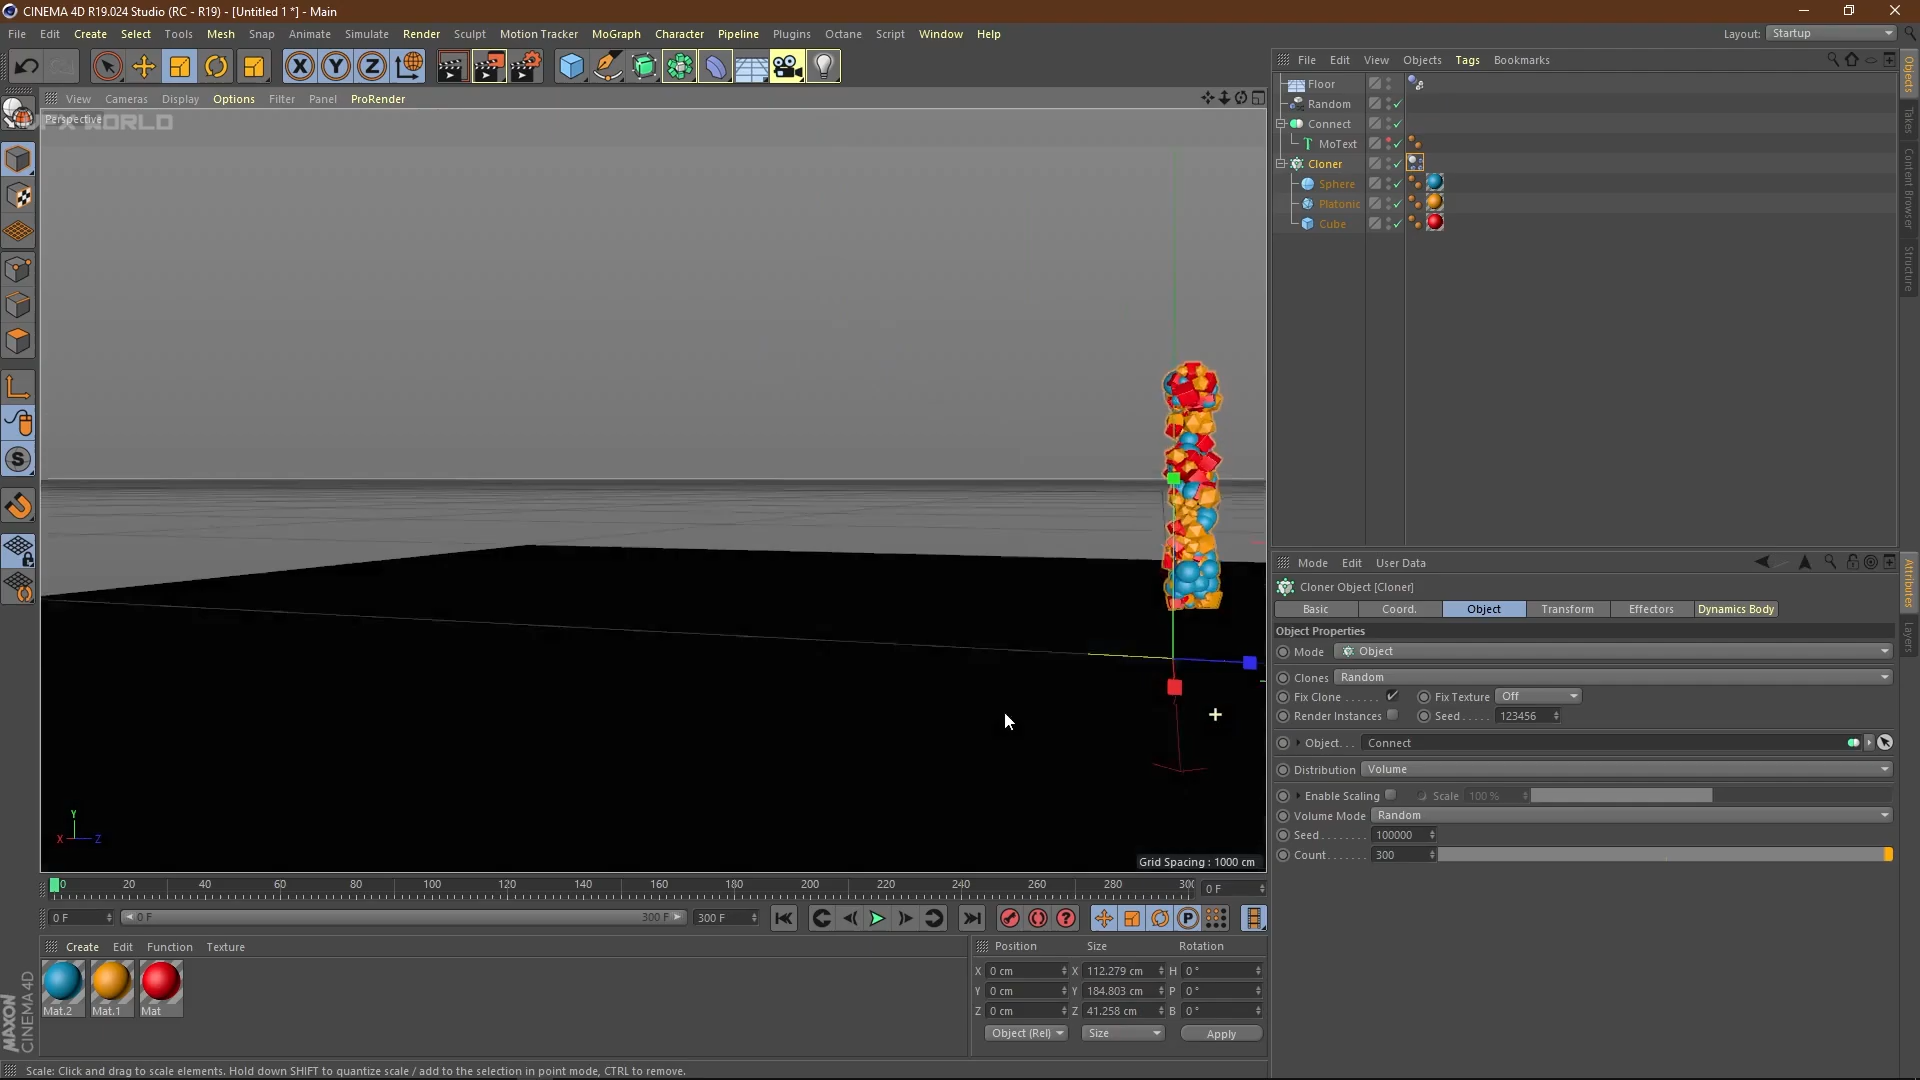 CINEMA 4D R19.024 Studio (RC - R19) - [Untitled 1 *] - Main
File Edit Create Select Tools Mesh Snap Animate Simulate Render Sculpt Motion Tracker MoGraph Character Pipeline Plugins Octane Script Window Help
Layout: Startup
View Cameras Display Options Filter Panel ProRender
Perspective
VFX WORLD
X
Y
Z
Grid Spacing : 1000 cm
0 20 40 60 80 100 120 140 160 180 200 220 240 260 280 300
0 F
0 F 0 F 300 F 300 F
Create Edit Function Texture
Mat.2 Mat.1 Mat
Position Size Rotation
X 0 cm X 112.279 cm H 0 °
Y 0 cm Y 184.803 cm P 0 °
Z 0 cm Z 41.258 cm B 0 °
Object (Rel) Size Apply
MAXON
CINEMA 4D
Scale: Click and drag to scale elements. Hold down SHIFT to quantize scale / add to the selection in point mode, CTRL to remove.
File Edit View Objects Tags Bookmarks
Floor
Random
Connect
MoText
Cloner
Sphere
Platonic
Cube
Objects
Takes
Content Browser
Structure
Mode Edit User Data
Cloner Object [Cloner]
Basic Coord. Object Transform Effectors Dynamics Body
Object Properties
Mode Object
Clones Random
Fix Clone . . . . . . Fix Texture Off
Render Instances Seed . . . . . 123456
Object. . . Connect
Distribution Volume
Enable Scaling Scale 100 %
Volume Mode Random
Seed . . . . . . . . 100000
Count . . . . . . . 300
Attributes
Layers